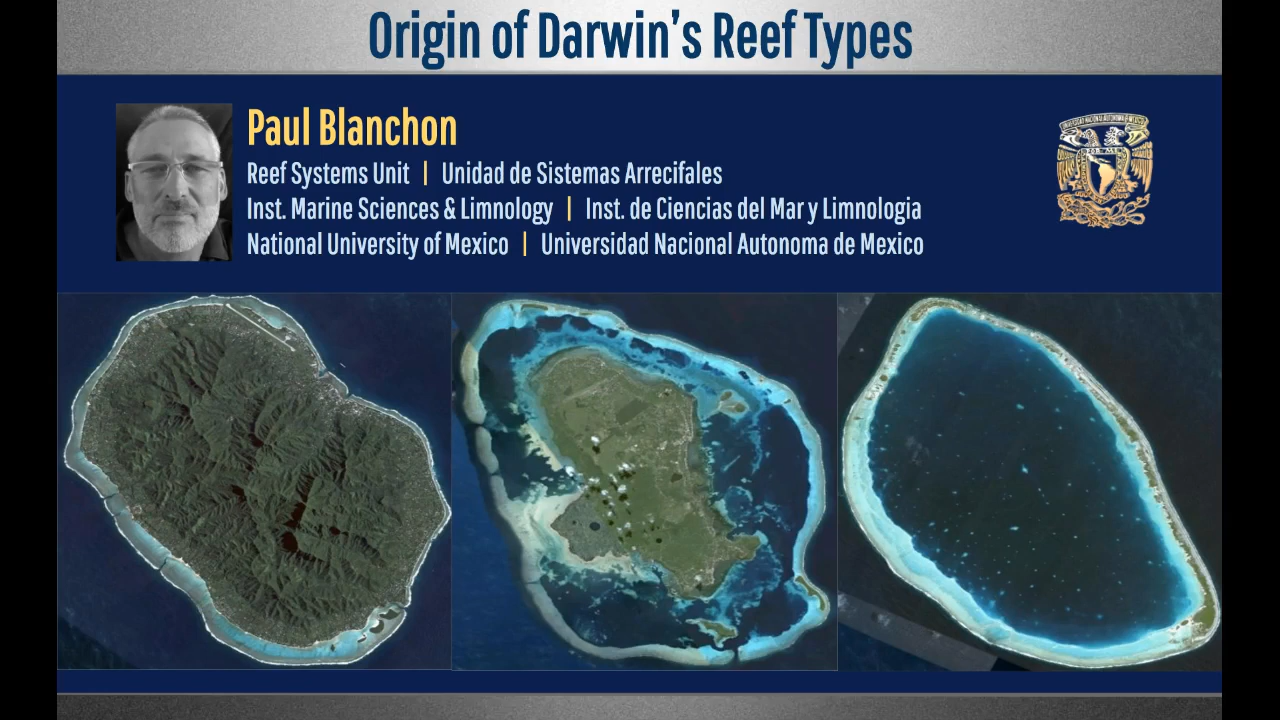 Origin of Darwin's Reef Types
Paul Blanchon
Reef Systems Unit | Unidad de Sistemas Arrecifales
Inst. Marine Sciences & Limnology | Inst. de Ciencias del Mar y Limnologia
National University of Mexico | Universidad Nacional Autonoma de Mexico